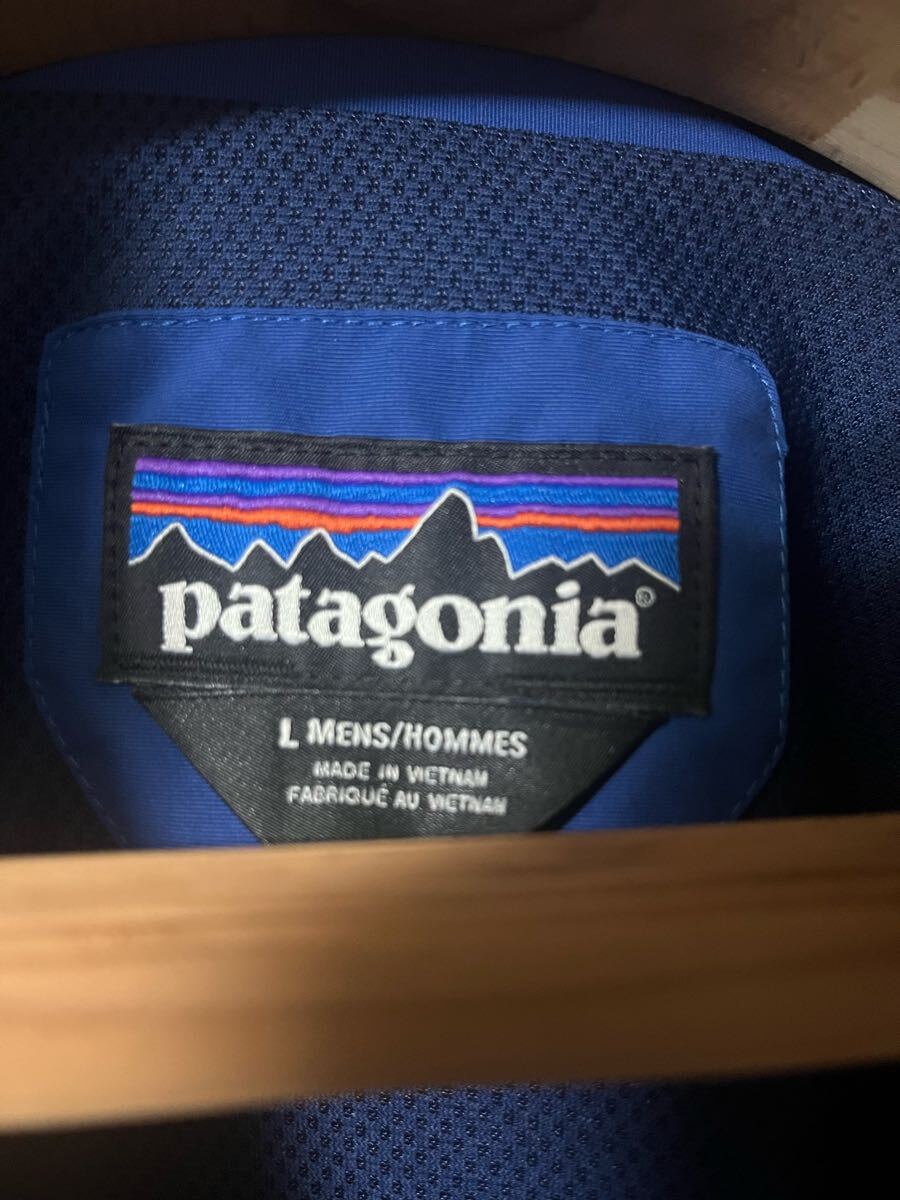 patagonia®
L MENS/HOMMES
MADE IN VIETNAM
FABRIQUÉ AU VIETNAM